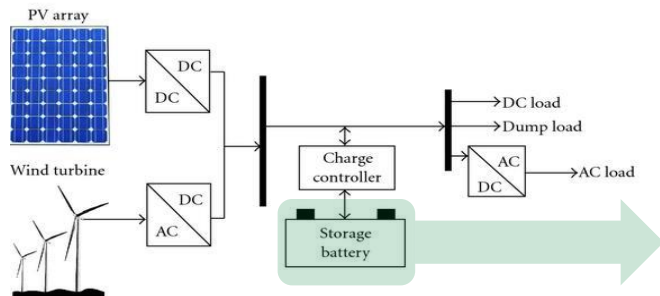 PV array
DC
DC
DC load
Dump load
Wind turbine
Charge
controller
AC
DC
AC load
DC
AC
Storage
battery